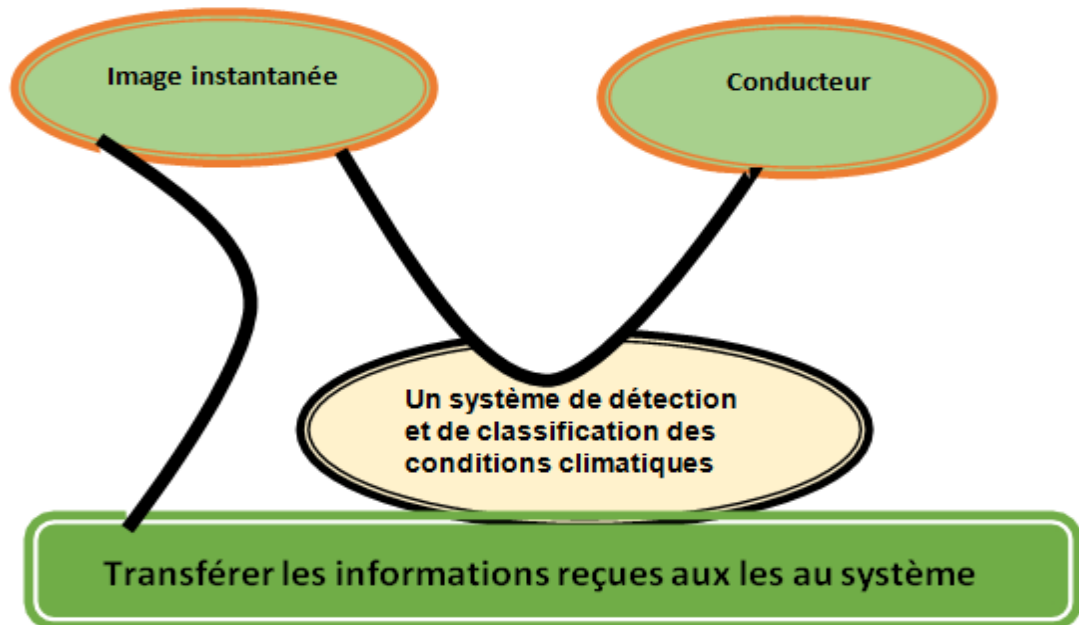 Image instantanée
Conducteur
Un système de détection
et de classification des
conditions climatiques
Transférer les informations reçues aux les au système